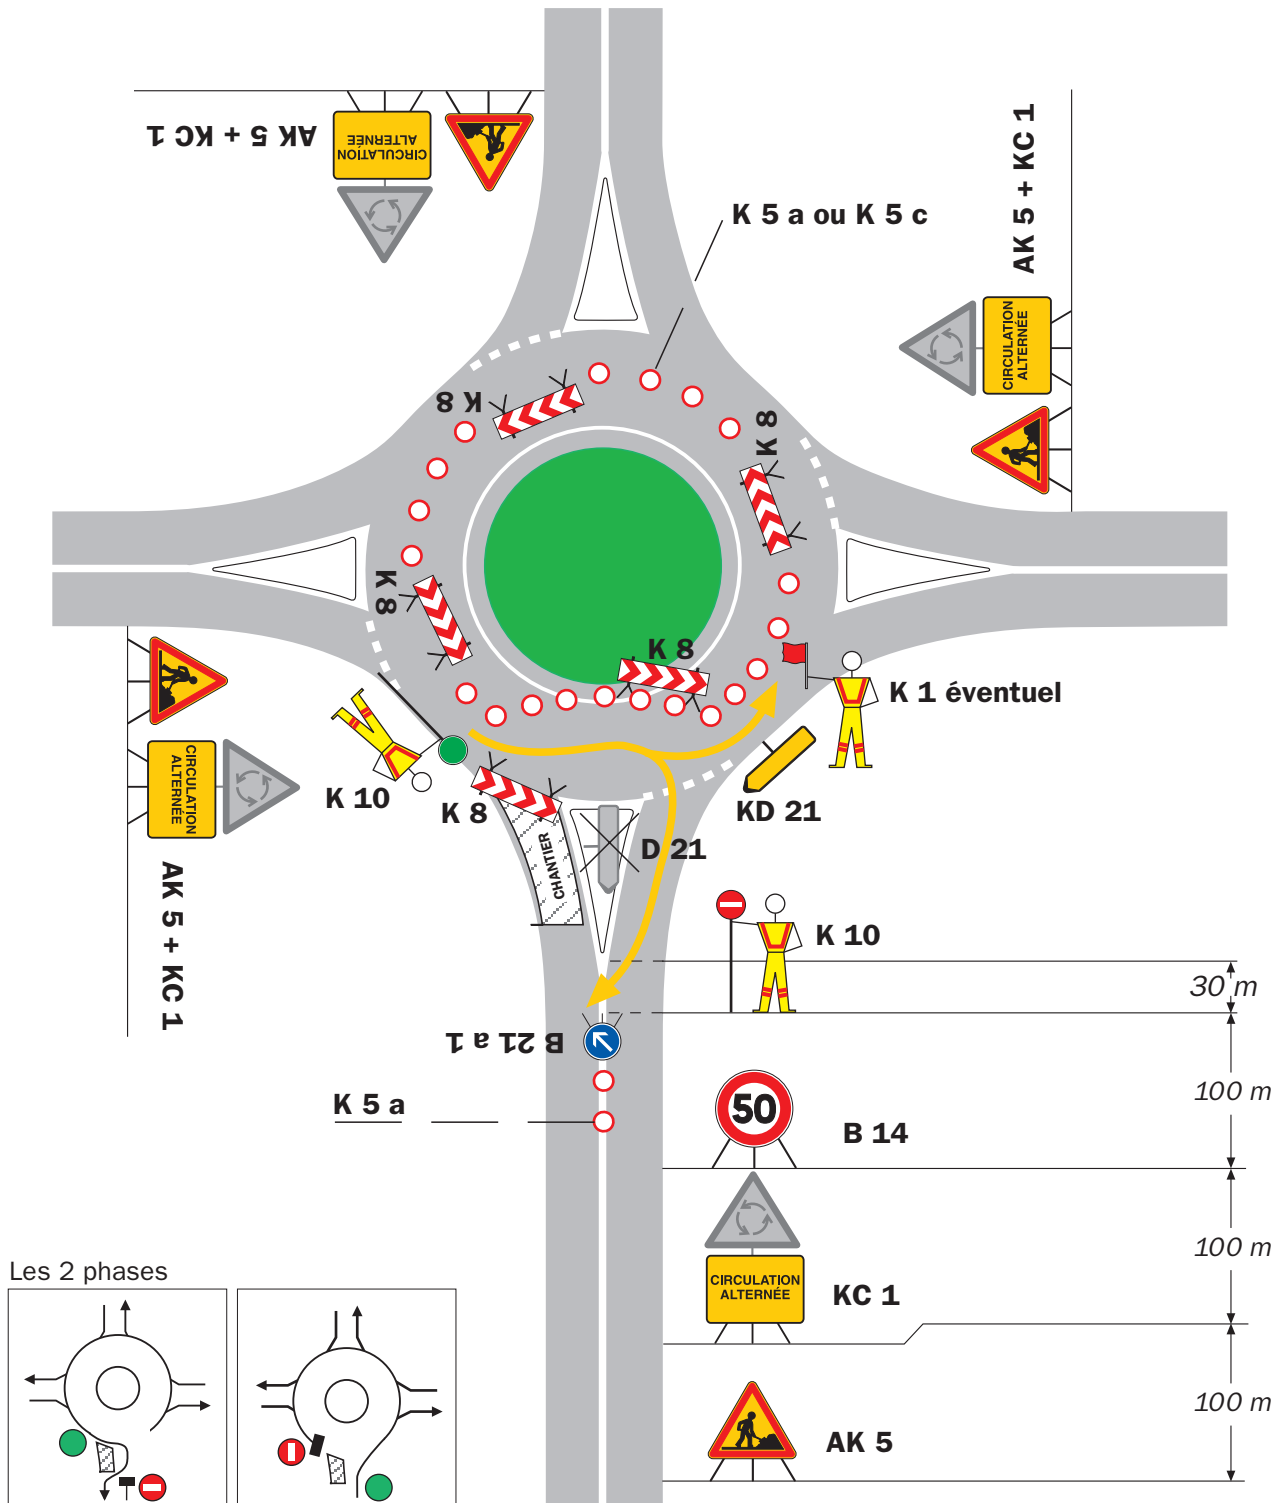 AK 5 + KC 1
CIRCULATION
ALTERNÉE
AK 5 + KC 1
CIRCULATION
ALTERNÉE
K 5 a ou K 5 c
K 8
K 8
K 8
K 8
K 1 éventuel
CIRCULATION
ALTERNÉE
AK 5 + KC 1
K 10
K 8
CHANTIER
D 21
KD 21
K 10
30 m
B 21 a 1
100 m
K 5 a
50
B 14
100 m
CIRCULATION
ALTERNÉE
KC 1
100 m
AK 5
Les 2 phases